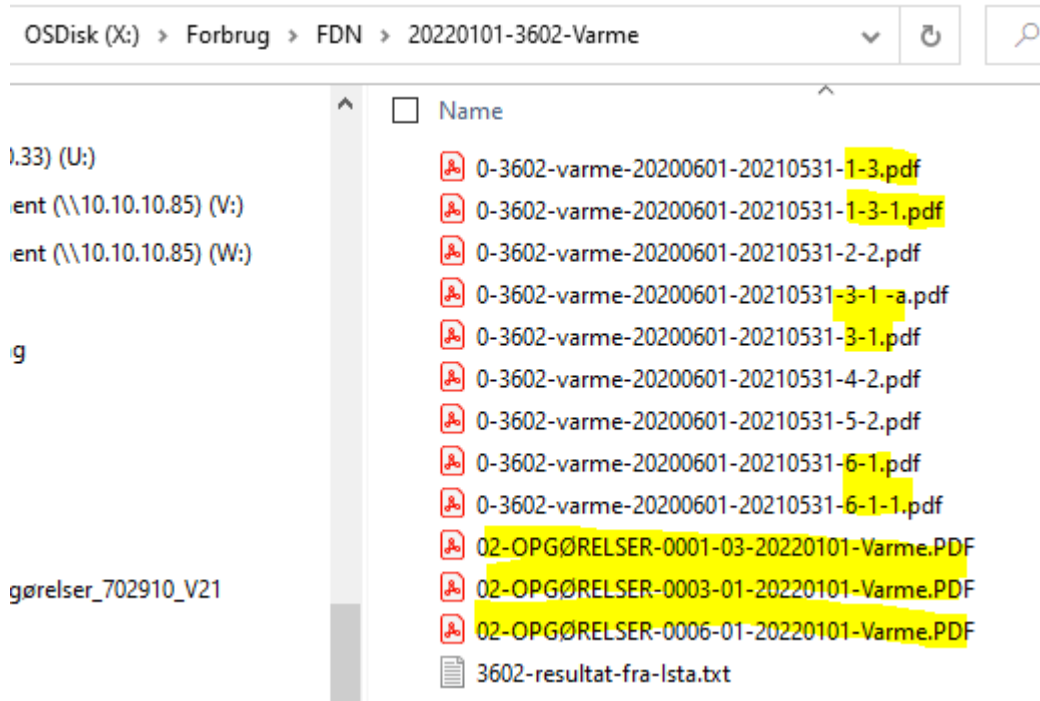 OSDisk (X:) > Forbrug > FDN > 20220101-3602-Varme
Name
).33) (U:)
ent (\\10.10.10.85) (V:)
ent (\\10.10.10.85) (W:)
g
gørelser_702910_V21
0-3602-varme-20200601-20210531-1-3.pdf
0-3602-varme-20200601-20210531-1-3-1.pdf
0-3602-varme-20200601-20210531-2-2.pdf
0-3602-varme-20200601-20210531-3-1 -a.pdf
0-3602-varme-20200601-20210531-3-1.pdf
0-3602-varme-20200601-20210531-4-2.pdf
0-3602-varme-20200601-20210531-5-2.pdf
0-3602-varme-20200601-20210531-6-1.pdf
0-3602-varme-20200601-20210531-6-1-1.pdf
02-OPGØRELSER-0001-03-20220101-Varme.PDF
02-OPGØRELSER-0003-01-20220101-Varme.PDF
02-OPGØRELSER-0006-01-20220101-Varme.PDF
3602-resultat-fra-Ista.txt